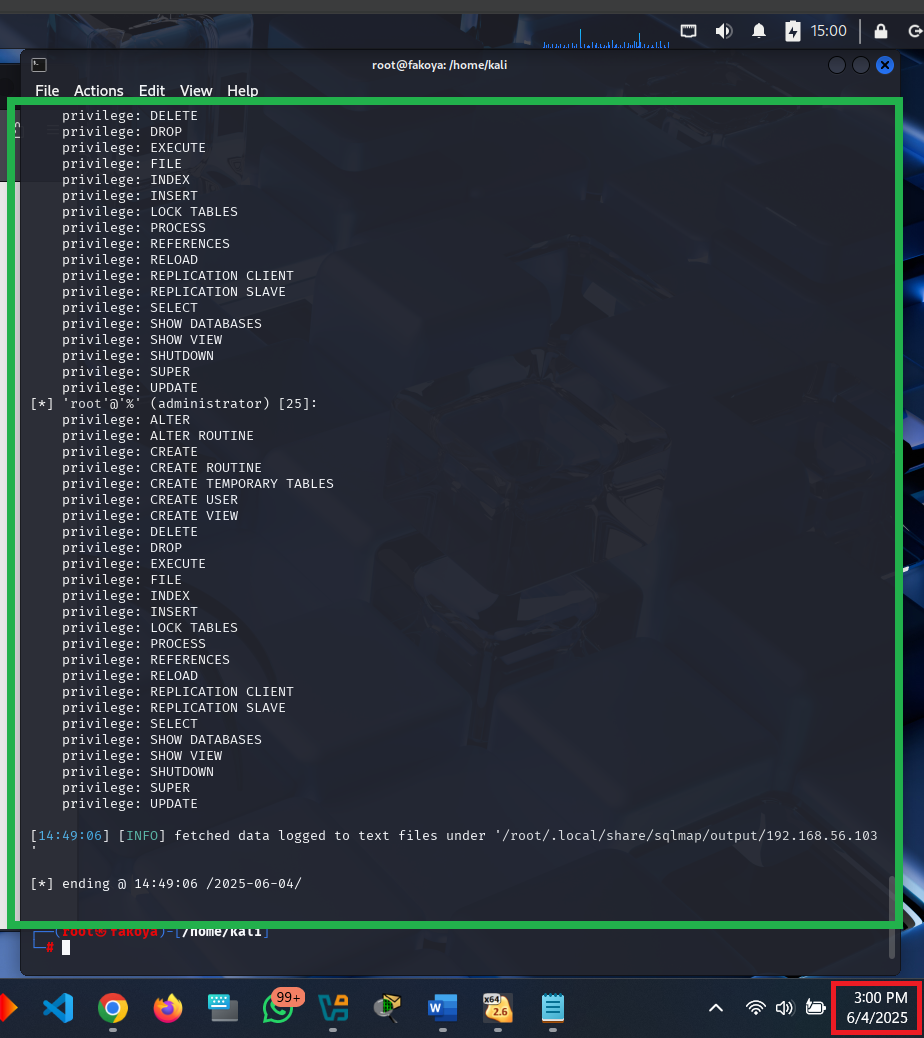 15:00
root@fakoya: /home/kali
File Actions Edit View Help
privilege: DELETE
privilege: DROP
privilege: EXECUTE
privilege: FILE
privilege: INDEX
privilege: INSERT
privilege: LOCK TABLES
privilege: PROCESS
privilege: REFERENCES
privilege: RELOAD
privilege: REPLICATION CLIENT
privilege: REPLICATION SLAVE
privilege: SELECT
privilege: SHOW DATABASES
privilege: SHOW VIEW
privilege: SHUTDOWN
privilege: SUPER
privilege: UPDATE
[*] 'root'@'%' (administrator) [25]:
privilege: ALTER
privilege: ALTER ROUTINE
privilege: CREATE
privilege: CREATE ROUTINE
privilege: CREATE TEMPORARY TABLES
privilege: CREATE USER
privilege: CREATE VIEW
privilege: DELETE
privilege: DROP
privilege: EXECUTE
privilege: FILE
privilege: INDEX
privilege: INSERT
privilege: LOCK TABLES
privilege: PROCESS
privilege: REFERENCES
privilege: RELOAD
privilege: REPLICATION CLIENT
privilege: REPLICATION SLAVE
privilege: SELECT
privilege: SHOW DATABASES
privilege: SHOW VIEW
privilege: SHUTDOWN
privilege: SUPER
privilege: UPDATE
[14:49:06] [INFO] fetched data logged to text files under '/root/.local/share/sqlmap/output/192.168.56.103
'
[*] ending @ 14:49:06 /2025-06-04/
(root㉿fakoya)-[/home/kali]
#
99+
W
x64
2.6
3:00 PM
6/4/2025